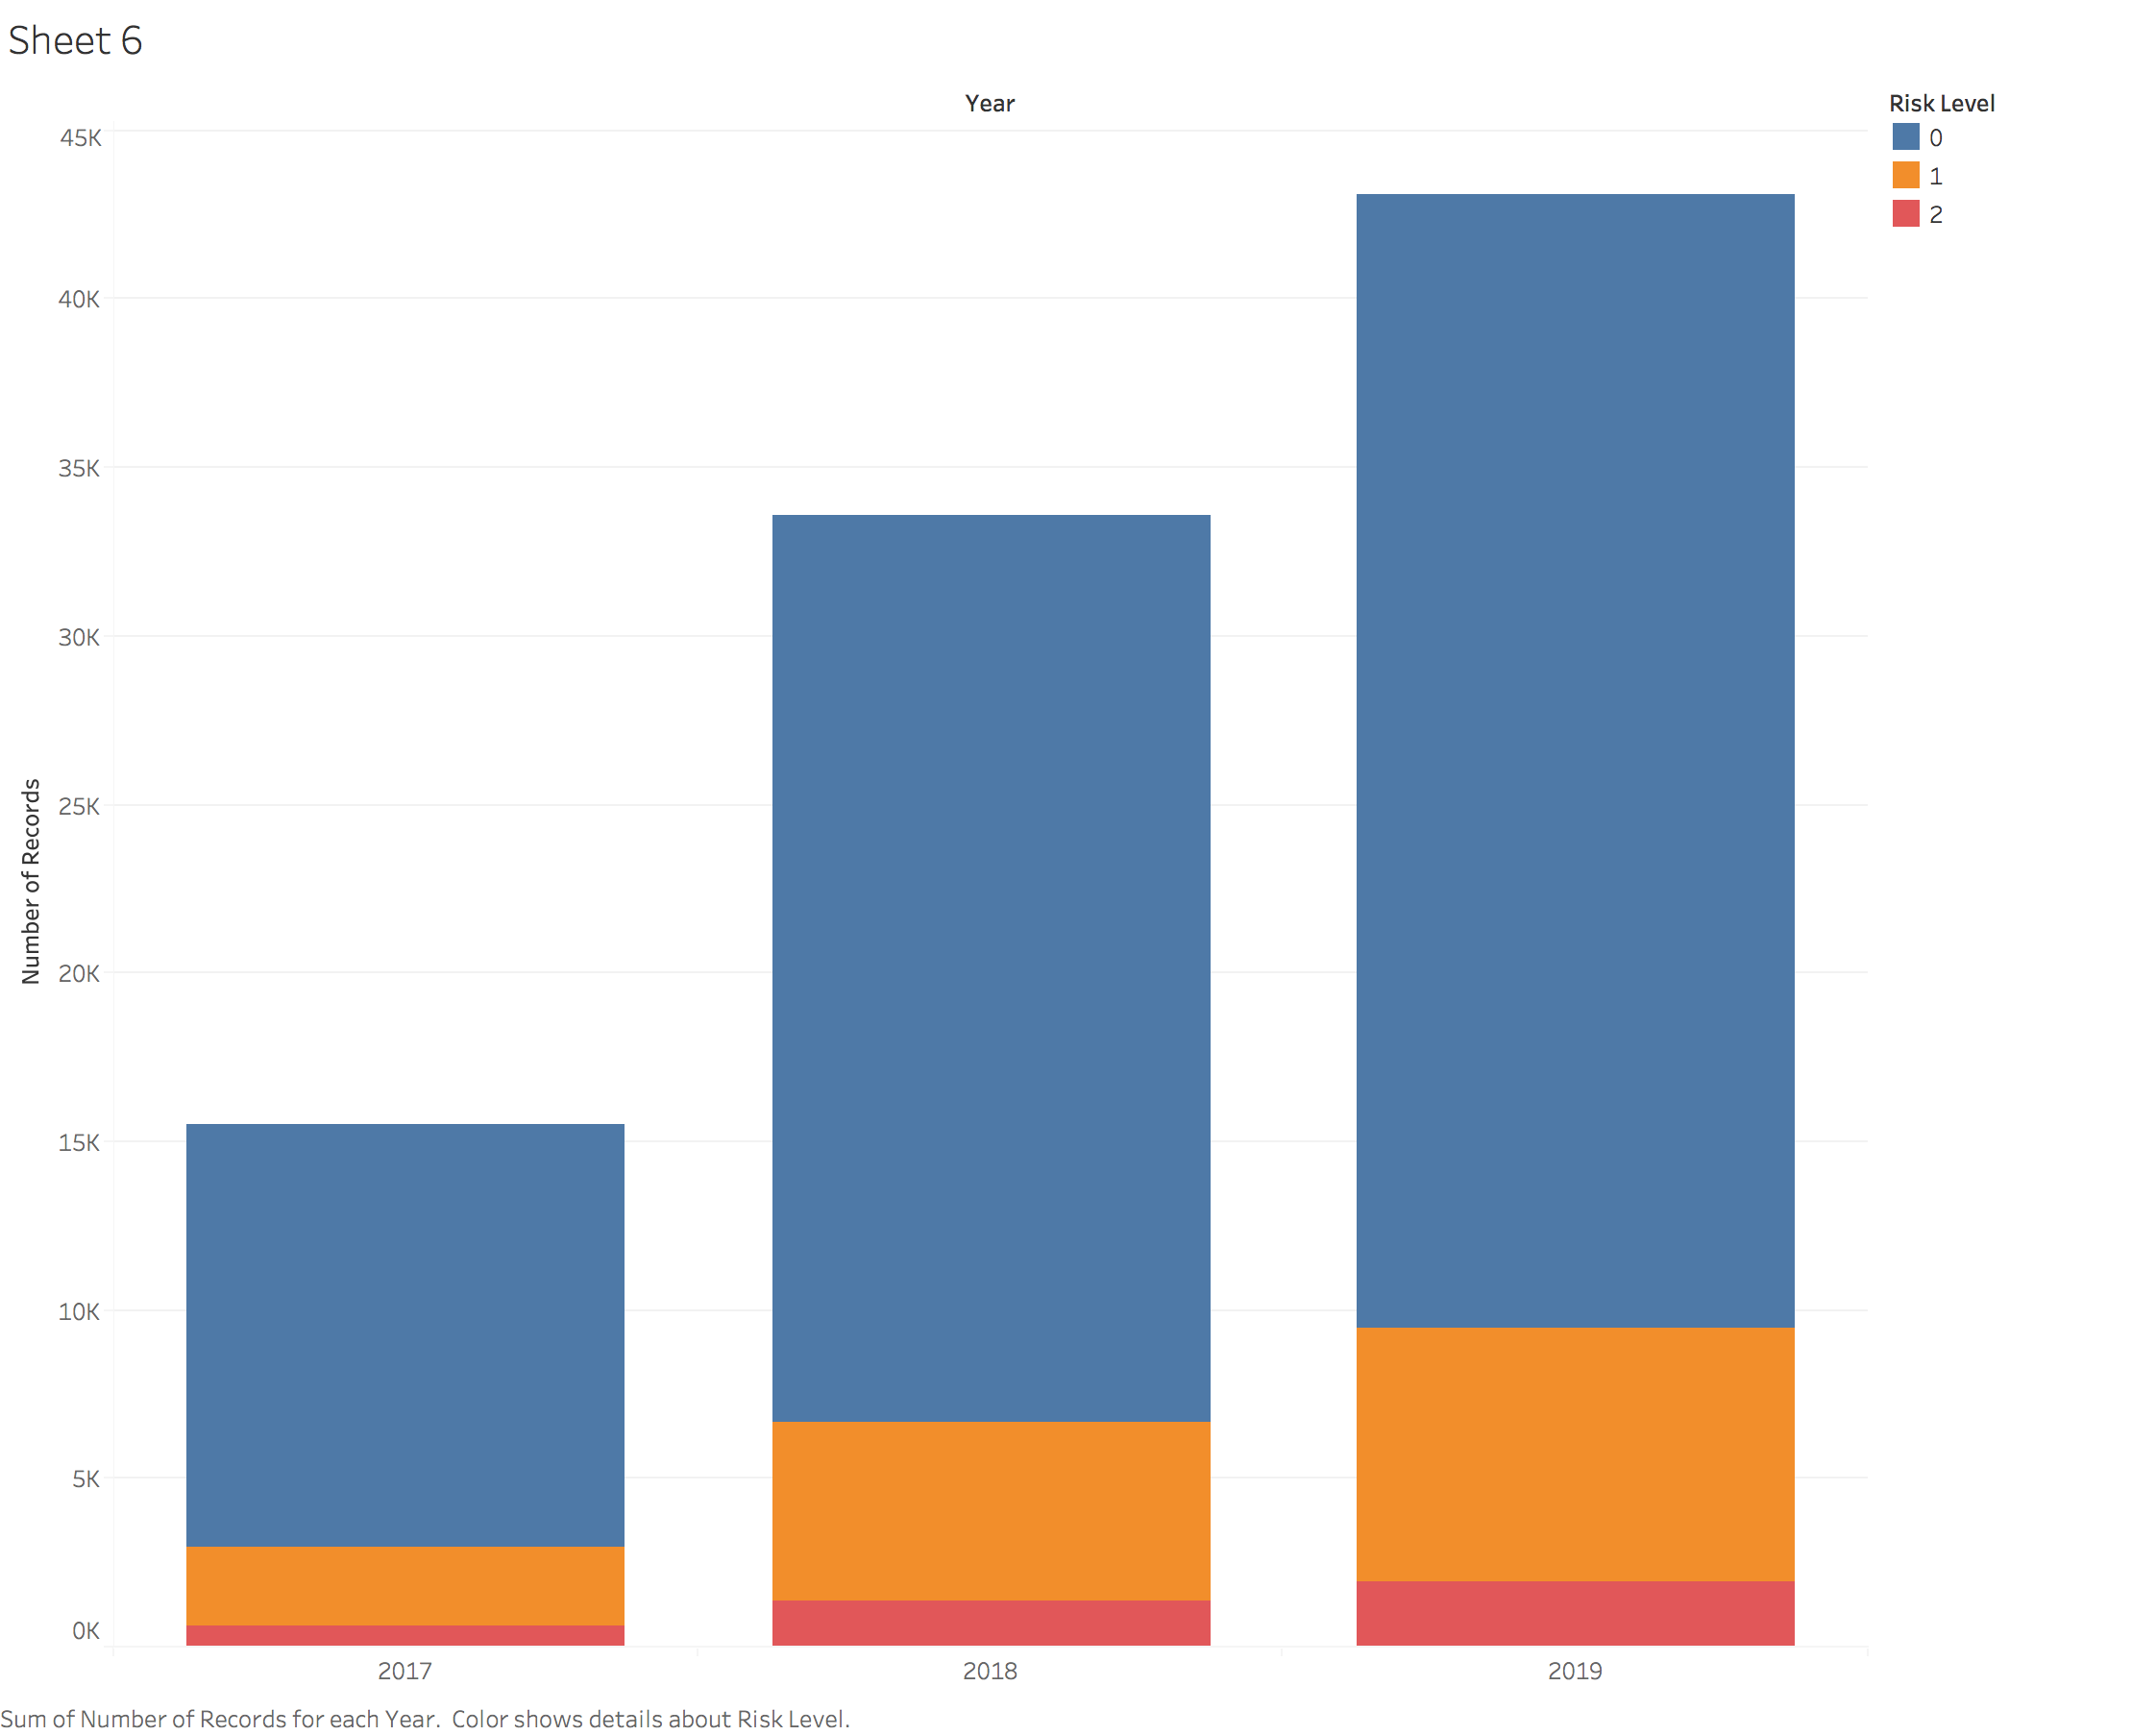 Sheet 6
Year
Risk Level
0
1
2
45K
40K
35K
30K
25K
20K
15K
10K
5K
0K
Number of Records
2017
2018
2019
Sum of Number of Records for each Year.  Color shows details about Risk Level.